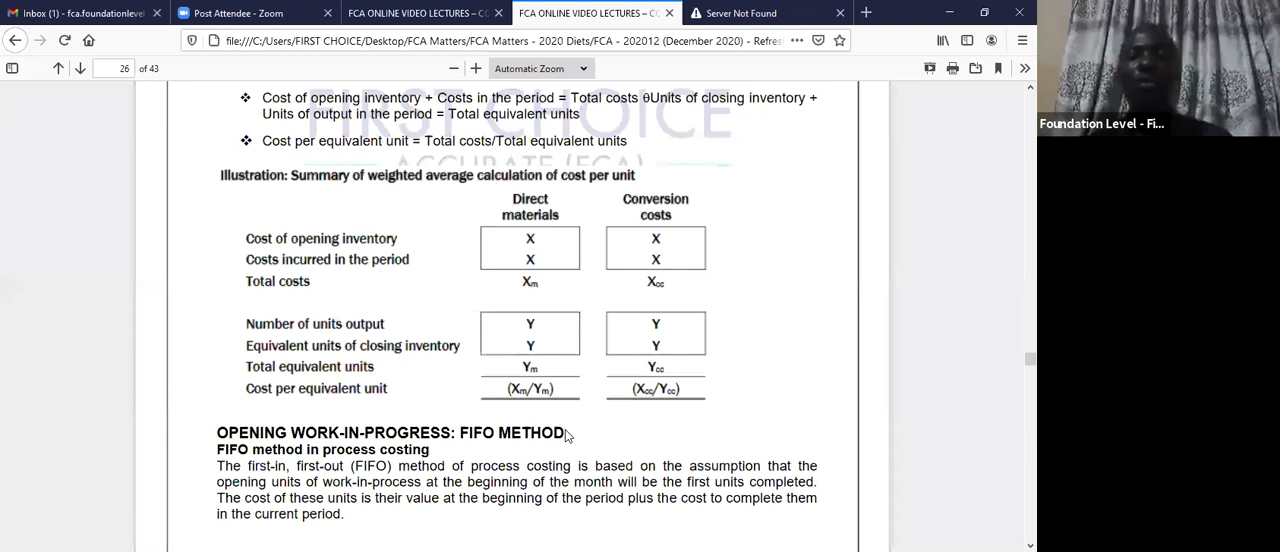 Inbox (1) - fca.foundationlevel
Post Attendee - Zoom
FCA ONLINE VIDEO LECTURES – CC
FCA ONLINE VIDEO LECTURES – CC
Server Not Found
file:///C:/Users/FIRST CHOICE/Desktop/FCA Matters/FCA Matters - 2020 Diets/FCA - 202012 (December 2020) - Refres
26 of 43
Automatic Zoom
Foundation Level - Fi...
❖ Cost of opening inventory + Costs in the period = Total costs θUnits of closing inventory +
Units of output in the period = Total equivalent units
FIRST CHOICE
❖ Cost per equivalent unit = Total costs/Total equivalent units
ACCURATE (FCA)
Illustration: Summary of weighted average calculation of cost per unit
Direct materials Conversion costs
Cost of opening inventory X X
Costs incurred in the period X X
Total costs Xm Xcc
Number of units output Y Y
Equivalent units of closing inventory Y Y
Total equivalent units Ym Ycc
Cost per equivalent unit (Xm/Ym) (Xcc/Ycc)
OPENING WORK-IN-PROGRESS: FIFO METHOD
FIFO method in process costing
The first-in, first-out (FIFO) method of process costing is based on the assumption that the
opening units of work-in-process at the beginning of the month will be the first units completed.
The cost of these units is their value at the beginning of the period plus the cost to complete them
in the current period.